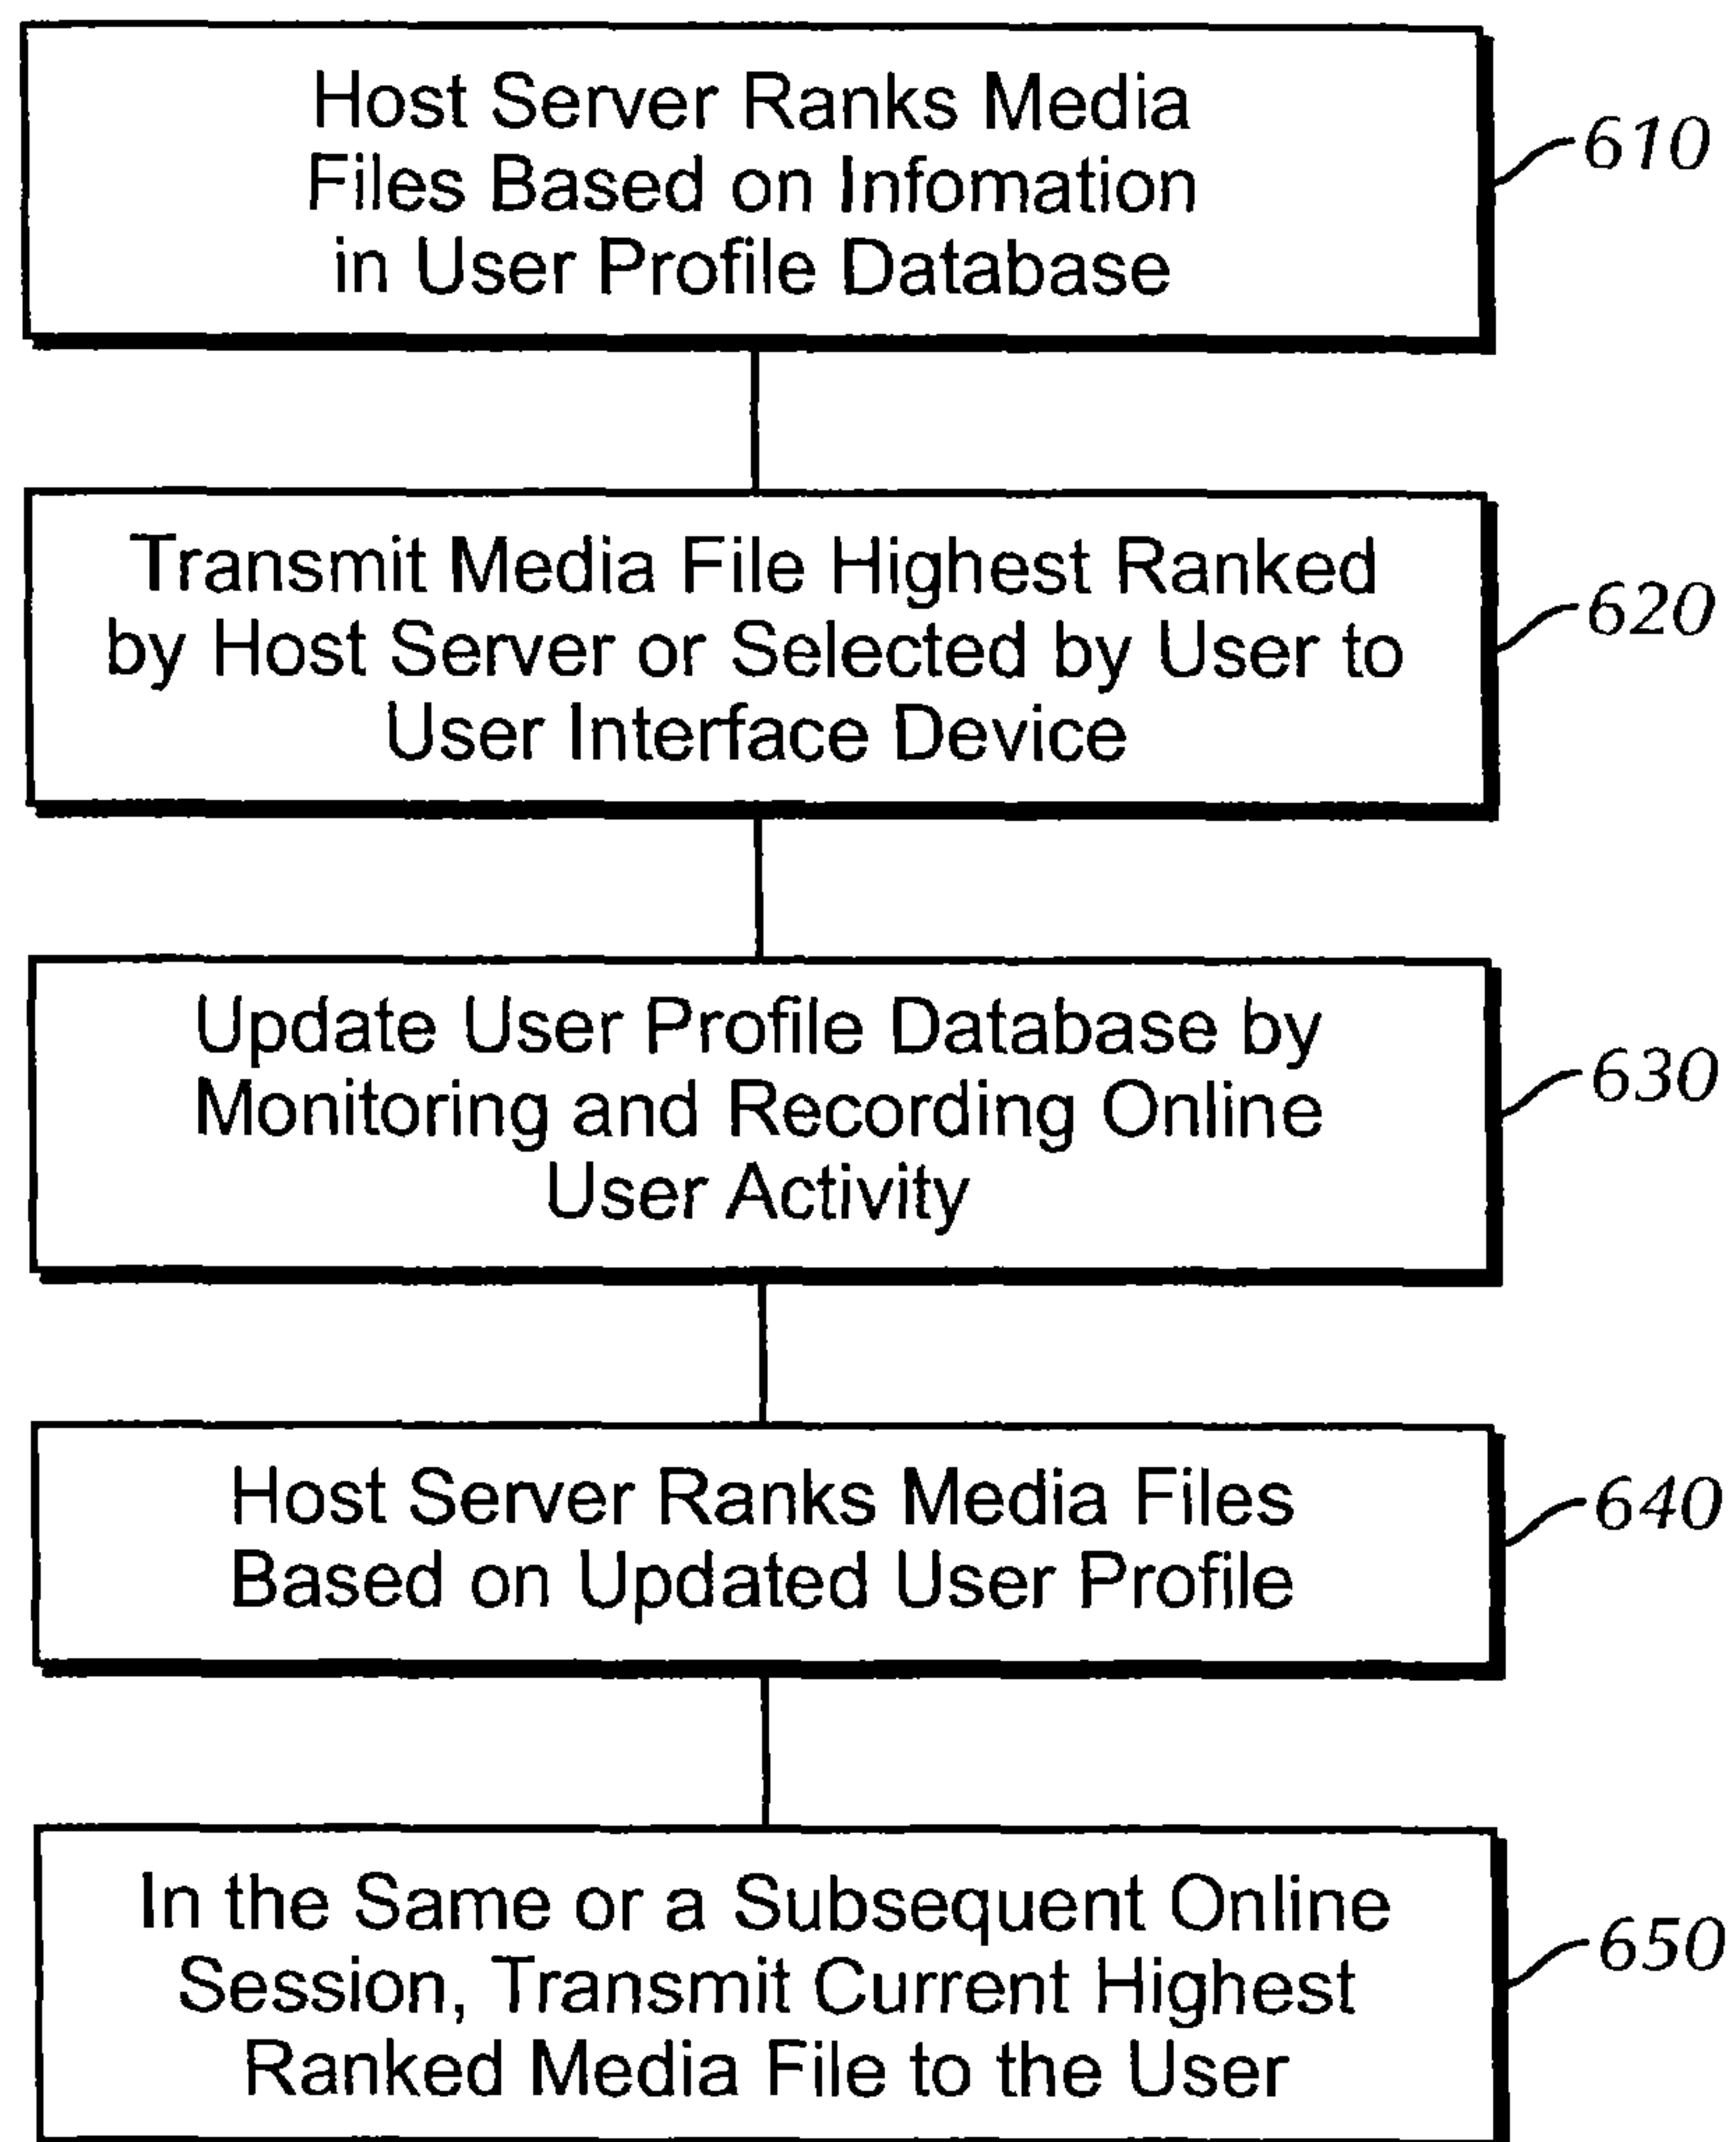 Host Server Ranks Media
Files Based on Infomation
in User Profile Database
610
Transmit Media File Highest Ranked
by Host Server or Selected by User to
User Interface Device
620
Update User Profile Database by
Monitoring and Recording Online
User Activity
630
Host Server Ranks Media Files
Based on Updated User Profile
640
In the Same or a Subsequent Online
Session, Transmit Current Highest
Ranked Media File to the User
650